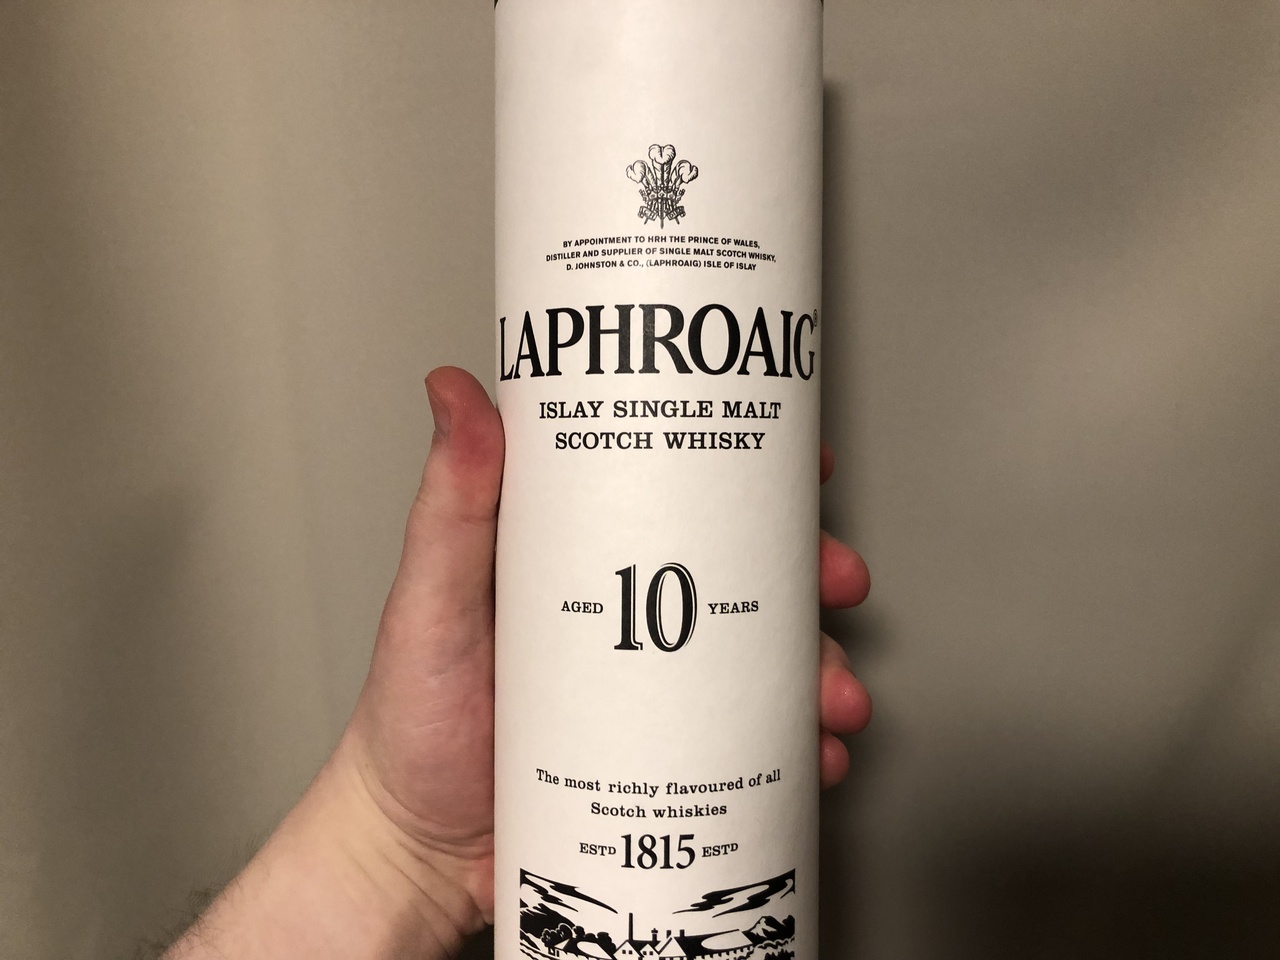 BY APPOINTMENT TO HRH THE PRINCE OF WALES,
DISTILLER AND SUPPLIER OF SINGLE MALT SCOTCH WHISKY,
D. JOHNSTON & CO., (LAPHROAIG) ISLE OF ISLAY
LAPHROAIG®
ISLAY SINGLE MALT
SCOTCH WHISKY
AGED 10 YEARS
The most richly flavoured of all
Scotch whiskies
ESTD 1815 ESTD